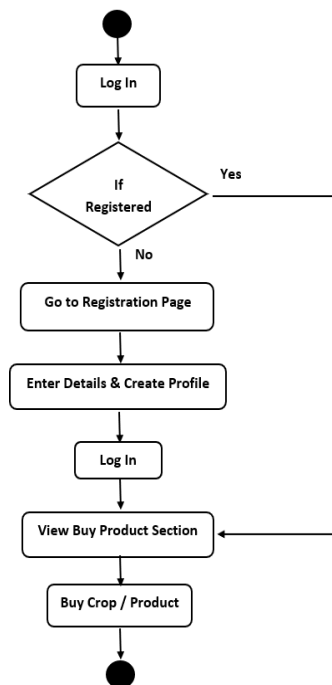 Log In
If
Registered
Yes
No
Go to Registration Page
Enter Details & Create Profile
Log In
View Buy Product Section
Buy Crop / Product